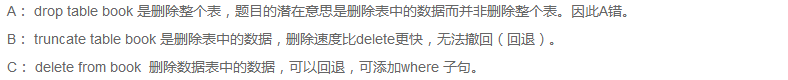 A： drop table book 是删除整个表，题目的潜在意思是删除表中的数据而并非删除整个表。因此A错。
B： truncate table book 是删除表中的数据，删除速度比delete更快，无法撤回（回退）。
C： delete from book  删除数据表中的数据，可以回退，可添加where 子句。